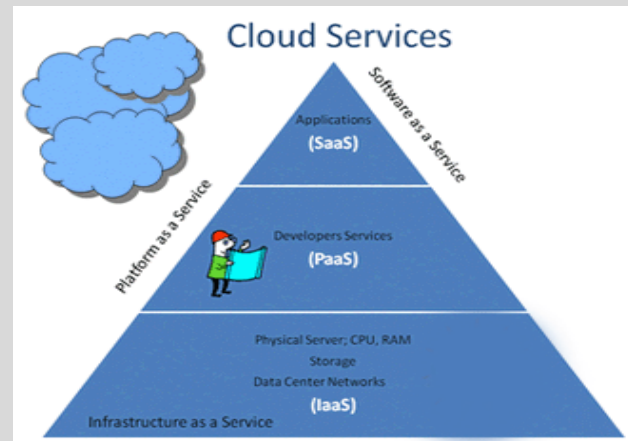 Cloud Services
Software as a Service
Applications
(SaaS)
Platform as a Service
Developers Services
(PaaS)
Physical Server; CPU, RAM
Storage
Data Center Networks
(IaaS)
Infrastructure as a Service